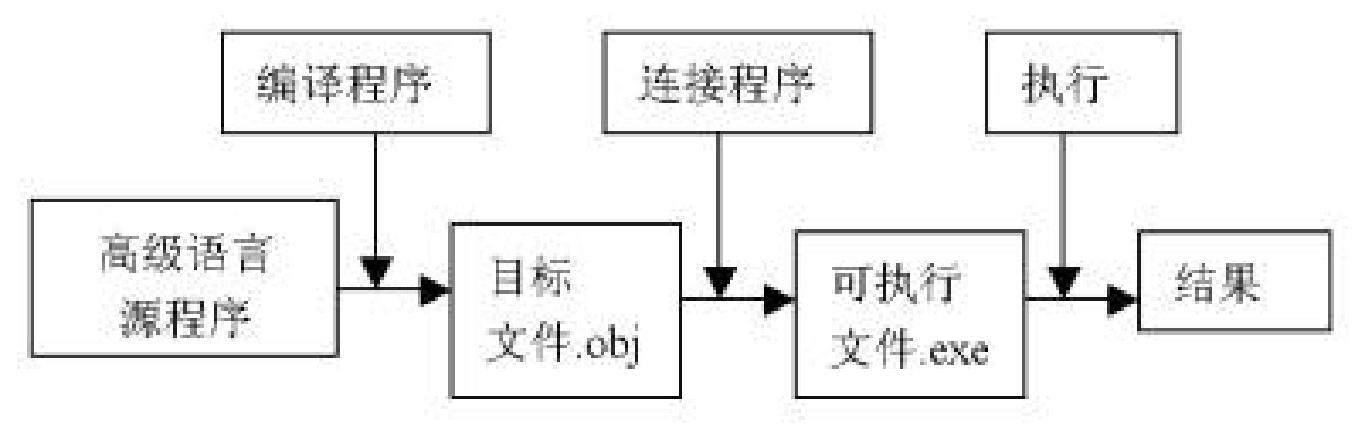 编译程序
连接程序
执行
高级语言
源程序
目标
文件.obj
可执行
文件.exe
结果